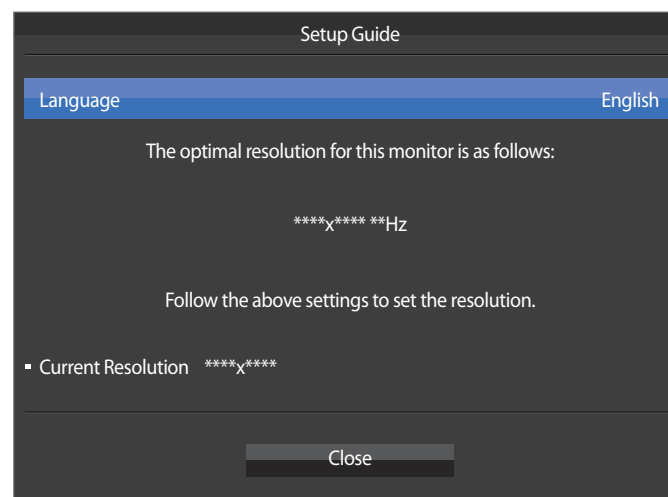 Setup Guide
Language English
The optimal resolution for this monitor is as follows:
****x**** **Hz
Follow the above settings to set the resolution.
Current Resolution ****x****
Close